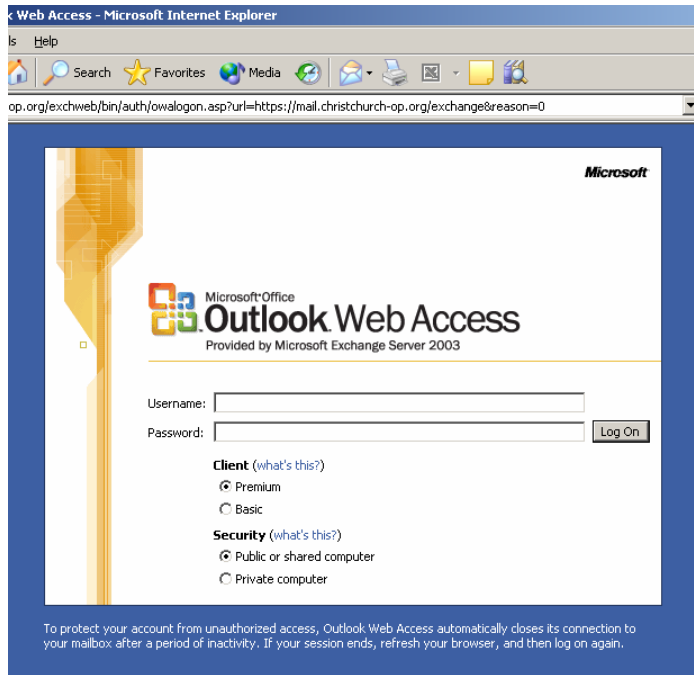 k Web Access - Microsoft Internet Explorer
ls Help
Search Favorites Media
op.org/exchweb/bin/auth/owalogon.asp?url=https://mail.christchurch-op.org/exchange&reason=0
Microsoft
Microsoft Office
Outlook Web Access
Provided by Microsoft Exchange Server 2003
Username:
Password: Log On
Client (what's this?)
Premium
Basic
Security (what's this?)
Public or shared computer
Private computer
To protect your account from unauthorized access, Outlook Web Access automatically closes its connection to
your mailbox after a period of inactivity. If your session ends, refresh your browser, and then log on again.